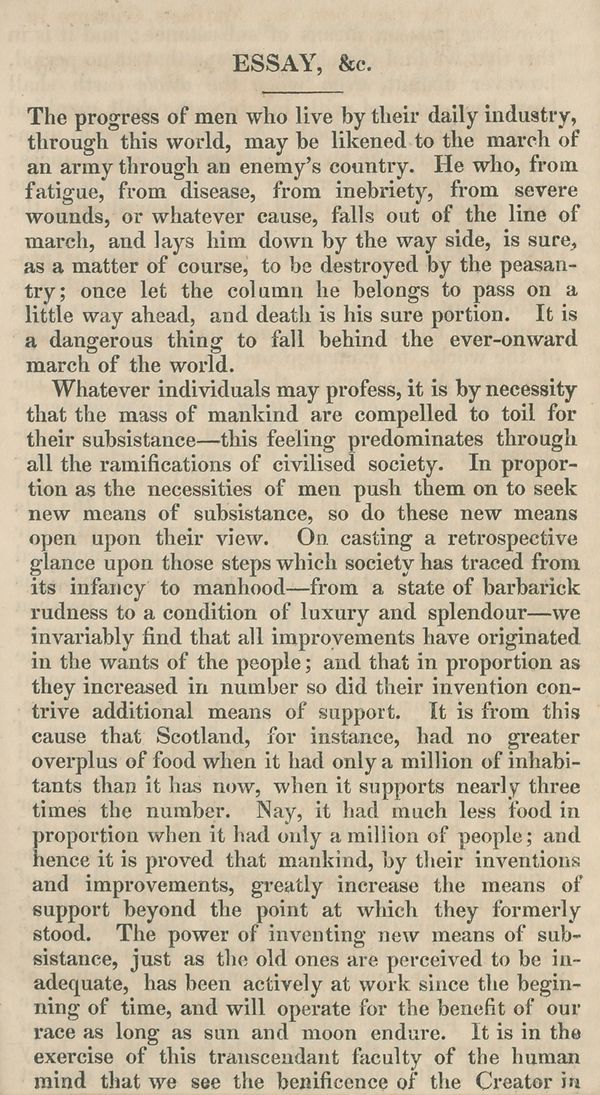 ESSAY, &c.
The progress of men who live by their daily industry,
through this world, may be likened to the march of
an army through an enemy's country. He who, from
fatigue, from disease, from inebriety, from severe
wounds, or whatever cause, falls out of the line of
march, and lays him down by the way side, is sure,
as a matter of course, to be destroyed by the peasan-
try; once let the column he belongs to pass on a
little way ahead, and death is his sure portion. It is
a dangerous thing to fall behind the ever-onward
march of the world.
Whatever individuals may profess, it is by necessity
that the mass of mankind are compelled to toil for
their subsistance—this feeling predominates through
all the ramifications of civilised society. In propor-
tion as the necessities of men push them on to seek
new means of subsistance, so do these new means
open upon their view. On casting a retrospective
glance upon those steps which society has traced from
its infancy to manhood—from a state of barbarick
rudness to a condition of luxury and splendour—we
invariably find that all improvements have originated
in the wants of the people; and that in proportion as
they increased in number so did their invention con-
trive additional means of support. It is from this
cause that Scotland, for instance, had no greater
overplus of food when it had only a million of inhabi-
tants than it has now, when it supports nearly three
times the number. Nay, it had much less food in
proportion when it had only a million of people; and
hence it is proved that mankind, by their inventions
and improvements, greatly increase the means of
support beyond the point at which they formerly
stood. The power of inventing new means of sub-
sistance, just as the old ones are perceived to be in-
adequate, has been actively at work since the begin-
ning of time, and will operate for the benefit of our
race as long as sun and moon endure. It is in the
exercise of this transcendant faculty of the human
mind that we see the benificence of the Creator in